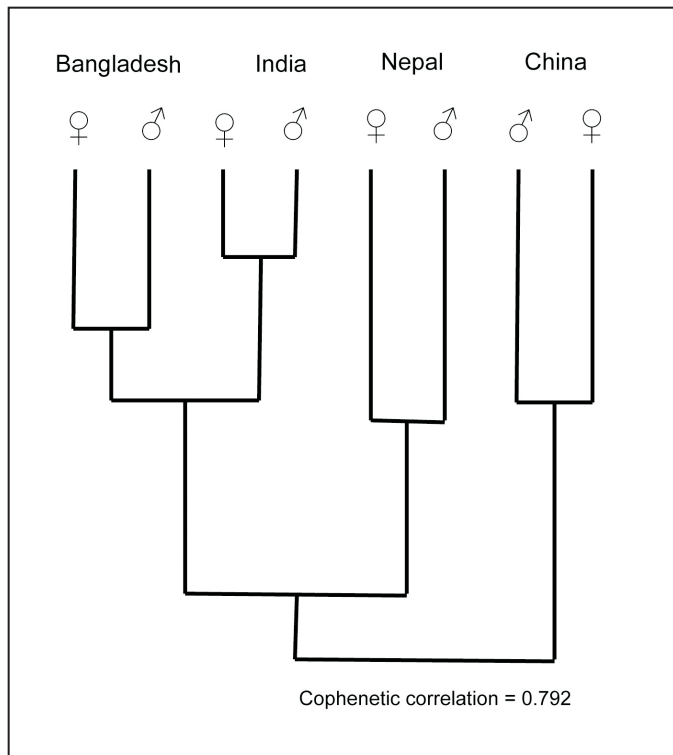 Bangladesh India Nepal China
♀ ♂ ♀ ♂ ♀ ♂ ♂ ♀
Cophenetic correlation = 0.792